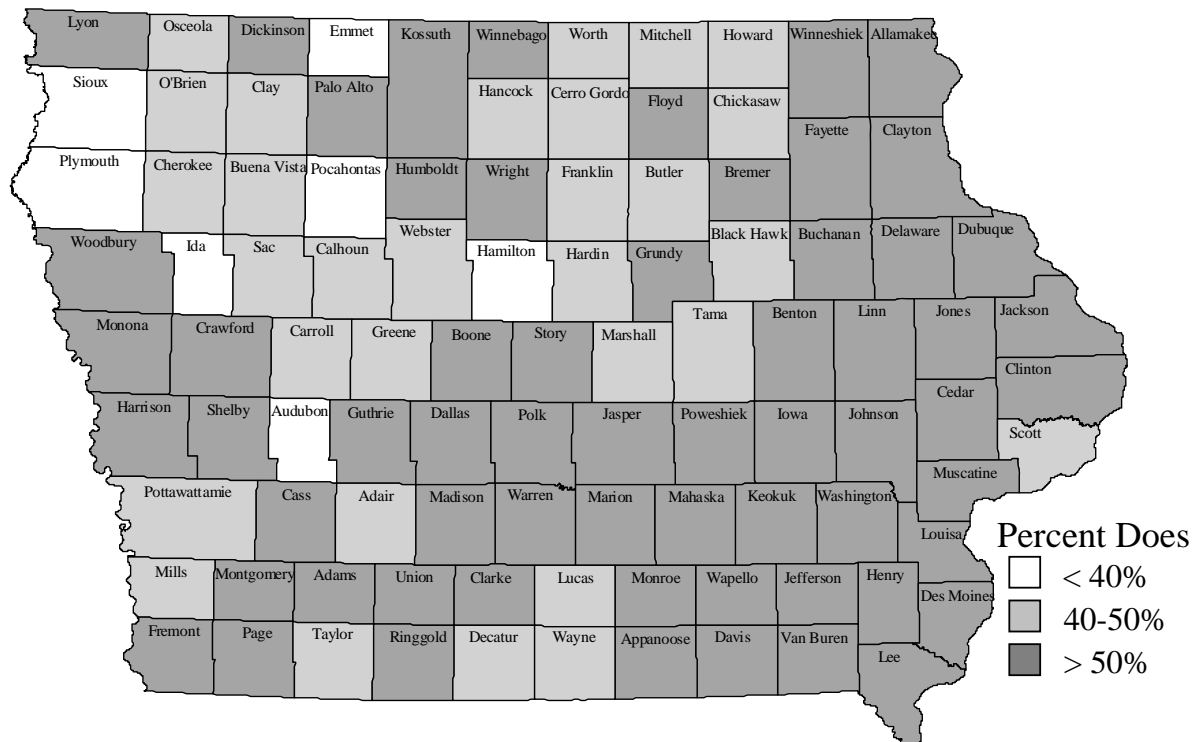 Lyon
Osceola
Dickinson
Emmet
Kossuth
Winnebago
Worth
Mitchell
Howard
Winneshiek
Allamakee
Sioux
O'Brien
Clay
Palo Alto
Hancock
Cerro Gordo
Floyd
Chickasaw
Fayette
Clayton
Plymouth
Cherokee
Buena Vista
Pocahontas
Humboldt
Wright
Franklin
Butler
Bremer
Woodbury
Ida
Sac
Calhoun
Webster
Hamilton
Hardin
Grundy
Black Hawk
Buchanan
Delaware
Dubuque
Monona
Crawford
Carroll
Greene
Boone
Story
Marshall
Tama
Benton
Linn
Jones
Jackson
Clinton
Harrison
Shelby
Audubon
Guthrie
Dallas
Polk
Jasper
Poweshiek
Iowa
Johnson
Cedar
Scott
Muscatine
Pottawattamie
Cass
Adair
Madison
Warren
Marion
Mahaska
Keokuk
Washington
Louisa
Mills
Montgomery
Adams
Union
Clarke
Lucas
Monroe
Wapello
Jefferson
Henry
Des Moines
Fremont
Page
Taylor
Ringgold
Decatur
Wayne
Appanoose
Davis
Van Buren
Lee
Percent Does
< 40%
40-50%
> 50%